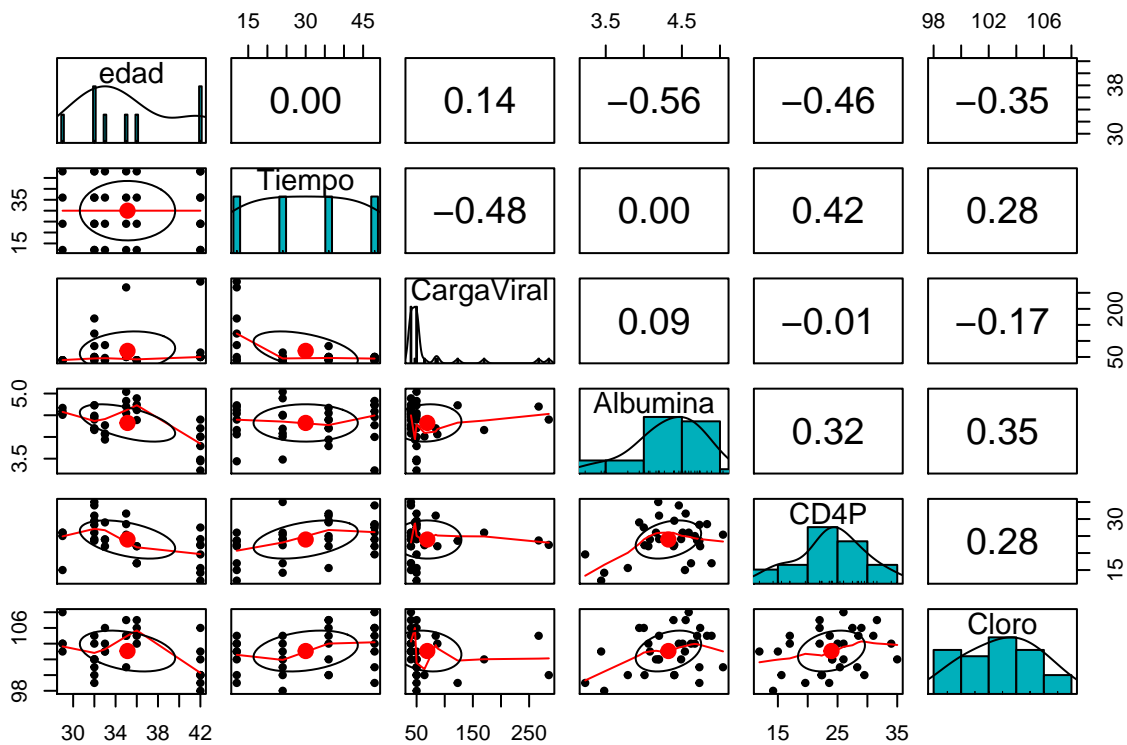 15 30 45 3.5 4.5 98 102 106
edad 0.00 0.14 −0.56 −0.46 −0.35 30 38
15 35 Tiempo −0.48 0.00 0.42 0.28
CargaViral 0.09 −0.01 −0.17 50 200
3.5 5.0 Albumina 0.32 0.35
CD4P 0.28 15 30
98 106 Cloro
30 34 38 42 50 150 250 15 25 35